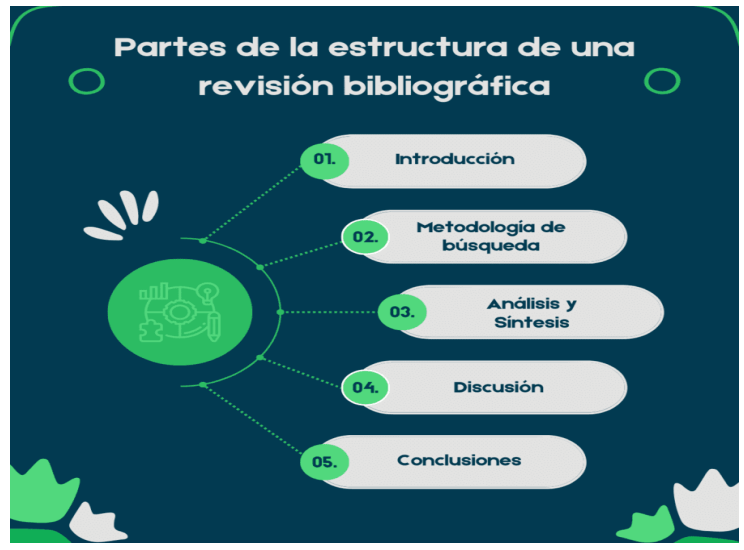 Partes de la estructura de una
revisión bibliográfica
01.
Introducción
02.
Metodología de
búsqueda
03.
Análisis y
Síntesis
04.
Discusión
05.
Conclusiones